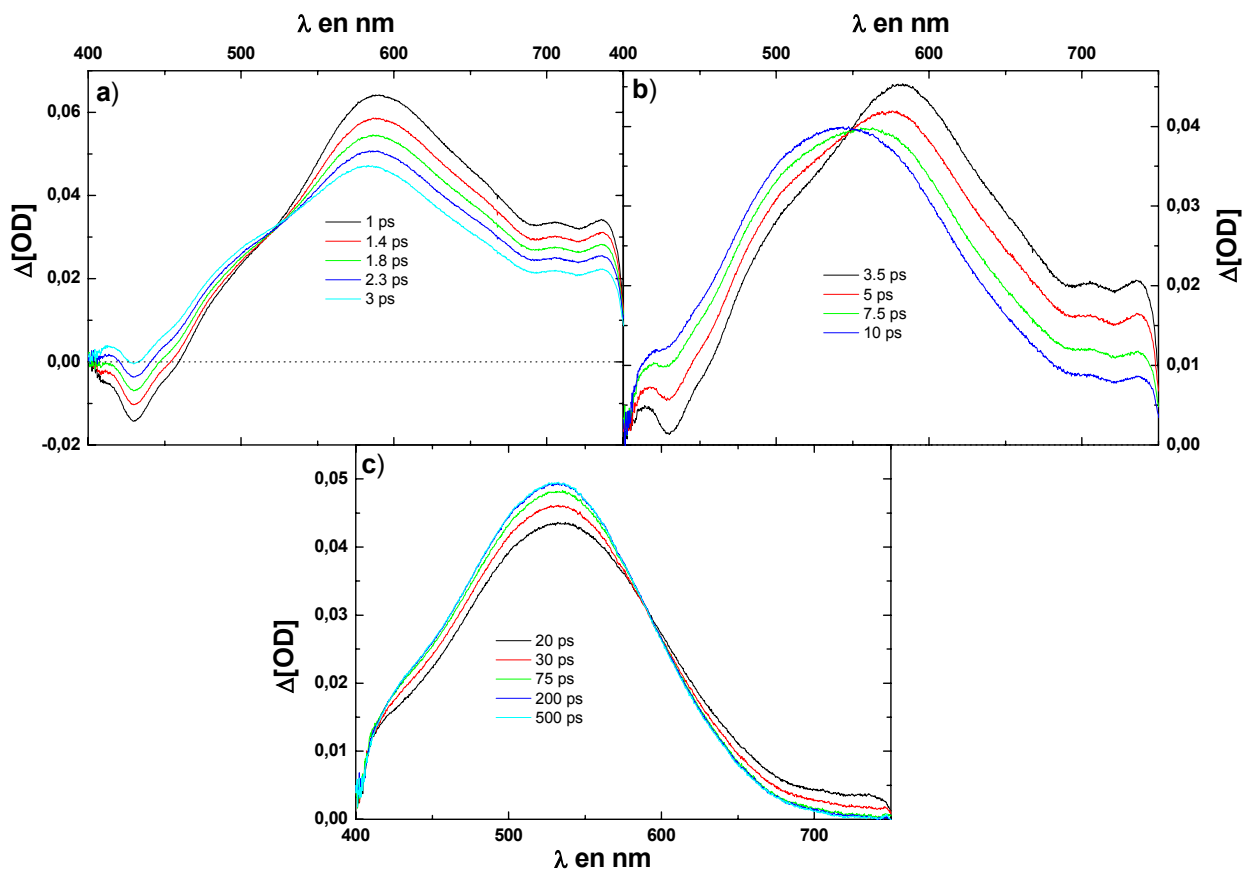 λ en nm
λ en nm
400 500 600 700
400 500 600 700
a)
b)
0,06
0,04
0,02
0,00
-0,02
Δ[OD]
1 ps
1.4 ps
1.8 ps
2.3 ps
3 ps
3.5 ps
5 ps
7.5 ps
10 ps
0,04
0,03
0,02
0,01
0,00
Δ[OD]
c)
0,05
0,04
0,03
0,02
0,01
0,00
Δ[OD]
20 ps
30 ps
75 ps
200 ps
500 ps
400 500 600 700
λ en nm